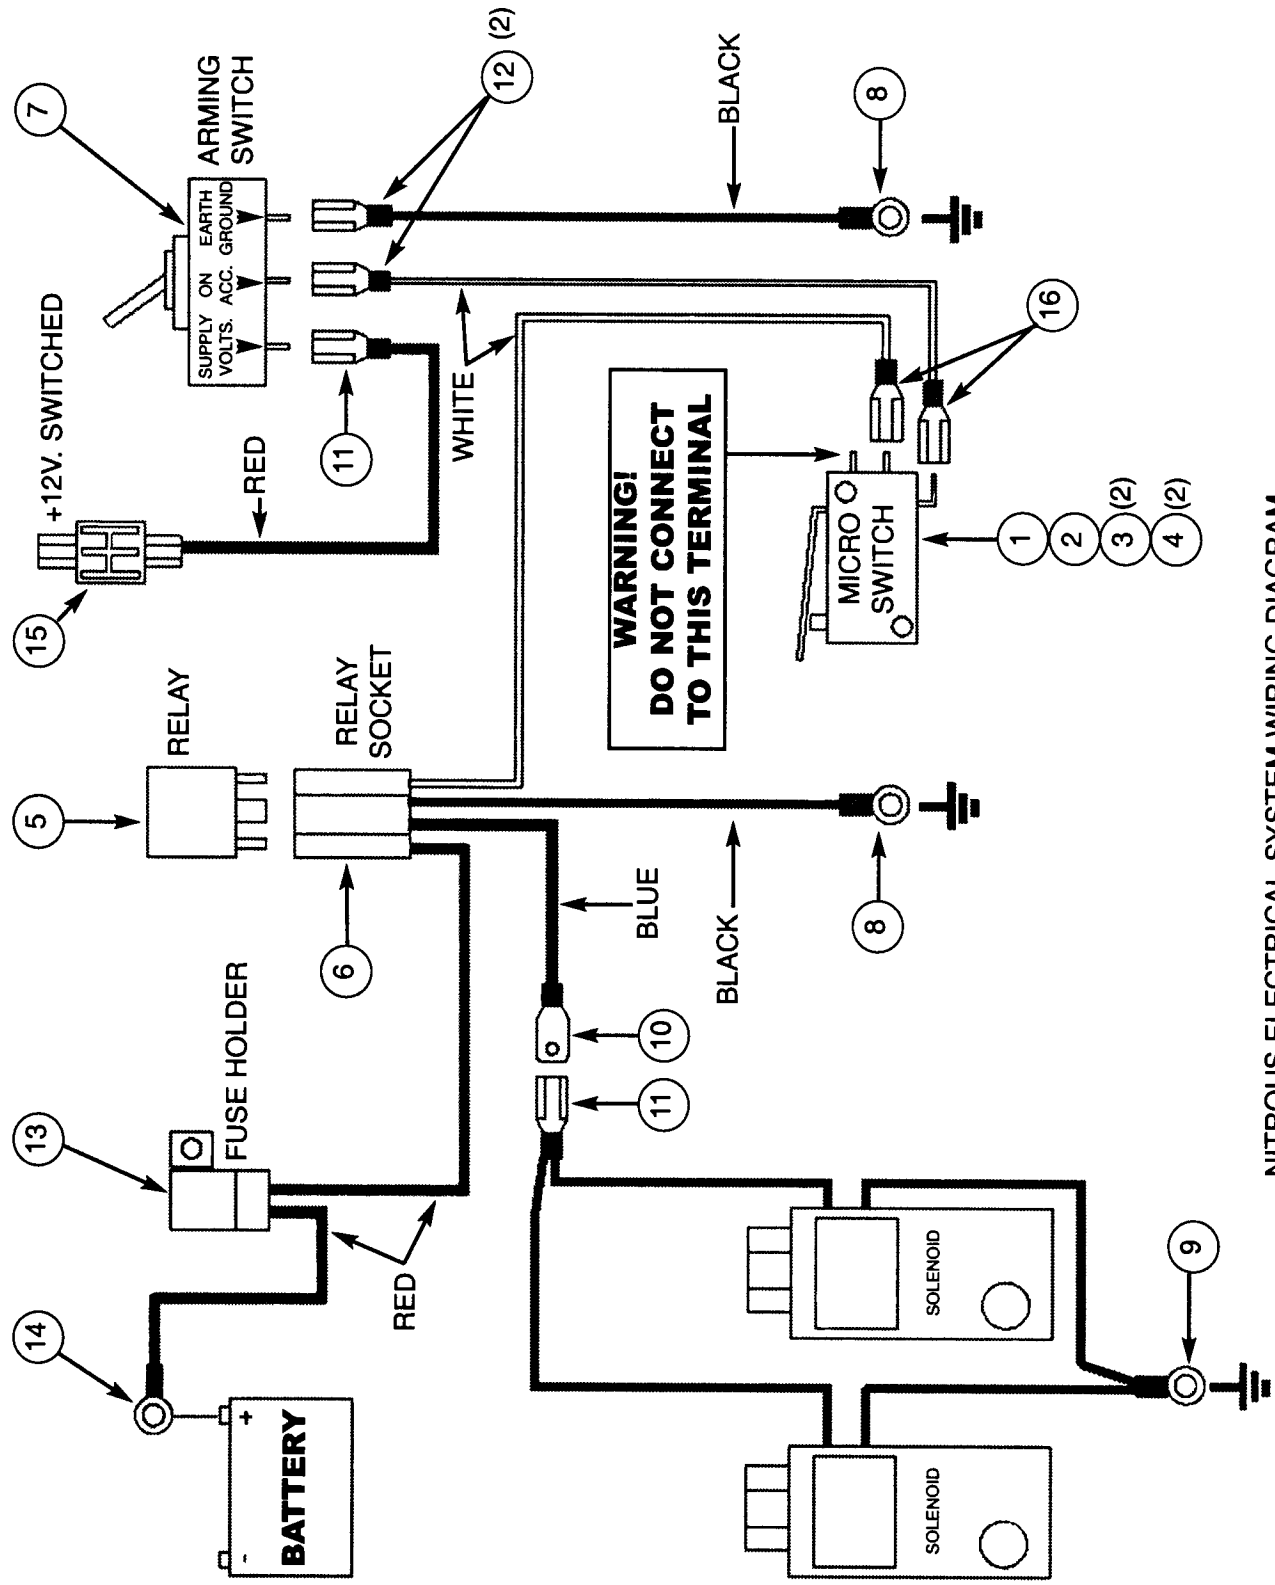 14
13
5
15
+12V. SWITCHED
7
BATTERY
-
+
FUSE HOLDER
RELAY
RELAY
SOCKET
6
RED
RED
SUPPLY
VOLTS.
ON
ACC.
EARTH
GROUND
ARMING
SWITCH
11
12
(2)
WHITE
BLUE
10
11
BLACK
8
BLACK
8
WARNING!
DO NOT CONNECT
TO THIS TERMINAL
MICRO
SWITCH
16
1
2
3
(2)
4
(2)
SOLENOID
SOLENOID
9
NITROUS ELECTRICAL SYSTEM WIRING DIAGRAM